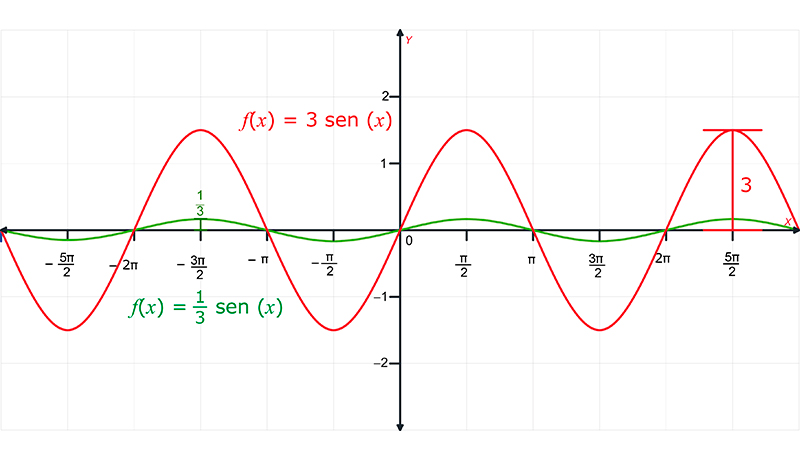 Y
2
f(x) = 3 sen (x)
1
3
1
3
X
0
− 5π
2
− 2π
− 3π
2
− π
− π
2
π
2
π
3π
2
2π
5π
2
f(x) = 1
3 sen (x)
−1
−2